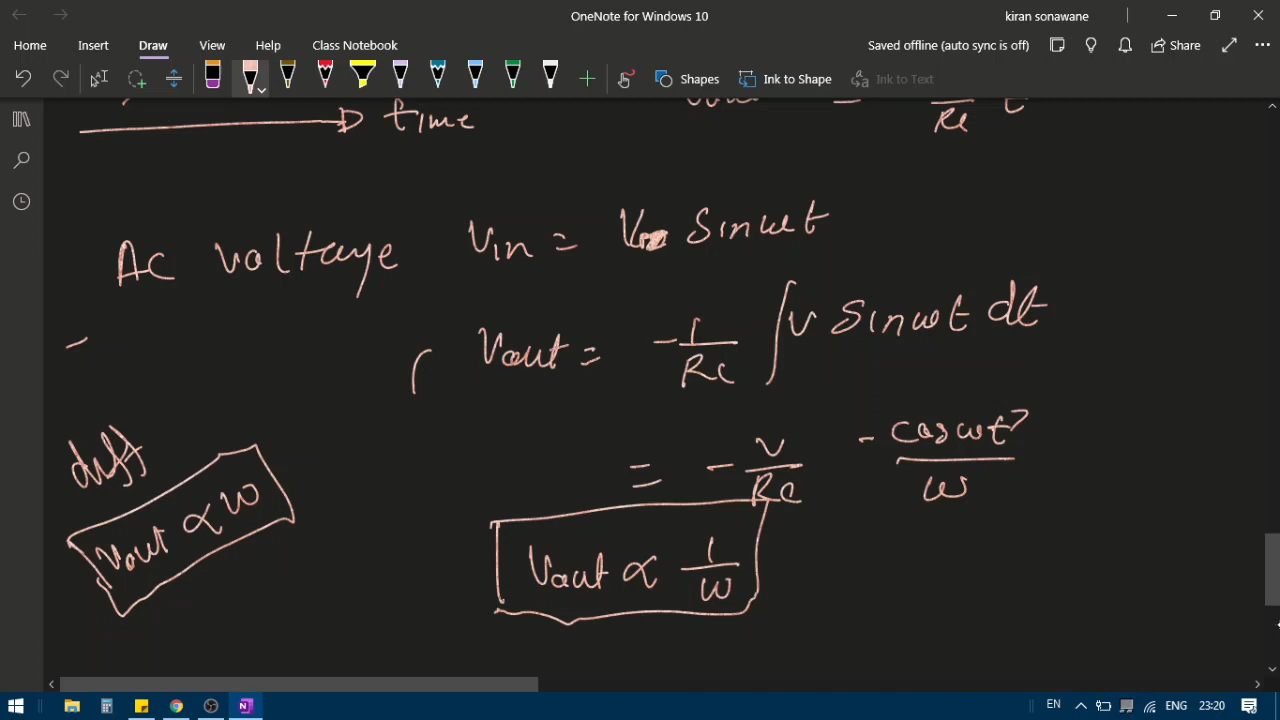 OneNote for Windows 10
kiran sonawane
Home Insert Draw View Help Class Notebook
Saved offline (auto sync is off)
Share
Shapes Ink to Shape Ink to Text
time
= RC t
AC voltage Vin = V sinωt
Vout = -1/RC ∫ V sinωt dt
= - V/RC - cosωt/ω
diff
Vout ∝ ω
Vout ∝ 1/ω
EN
ENG 23:20